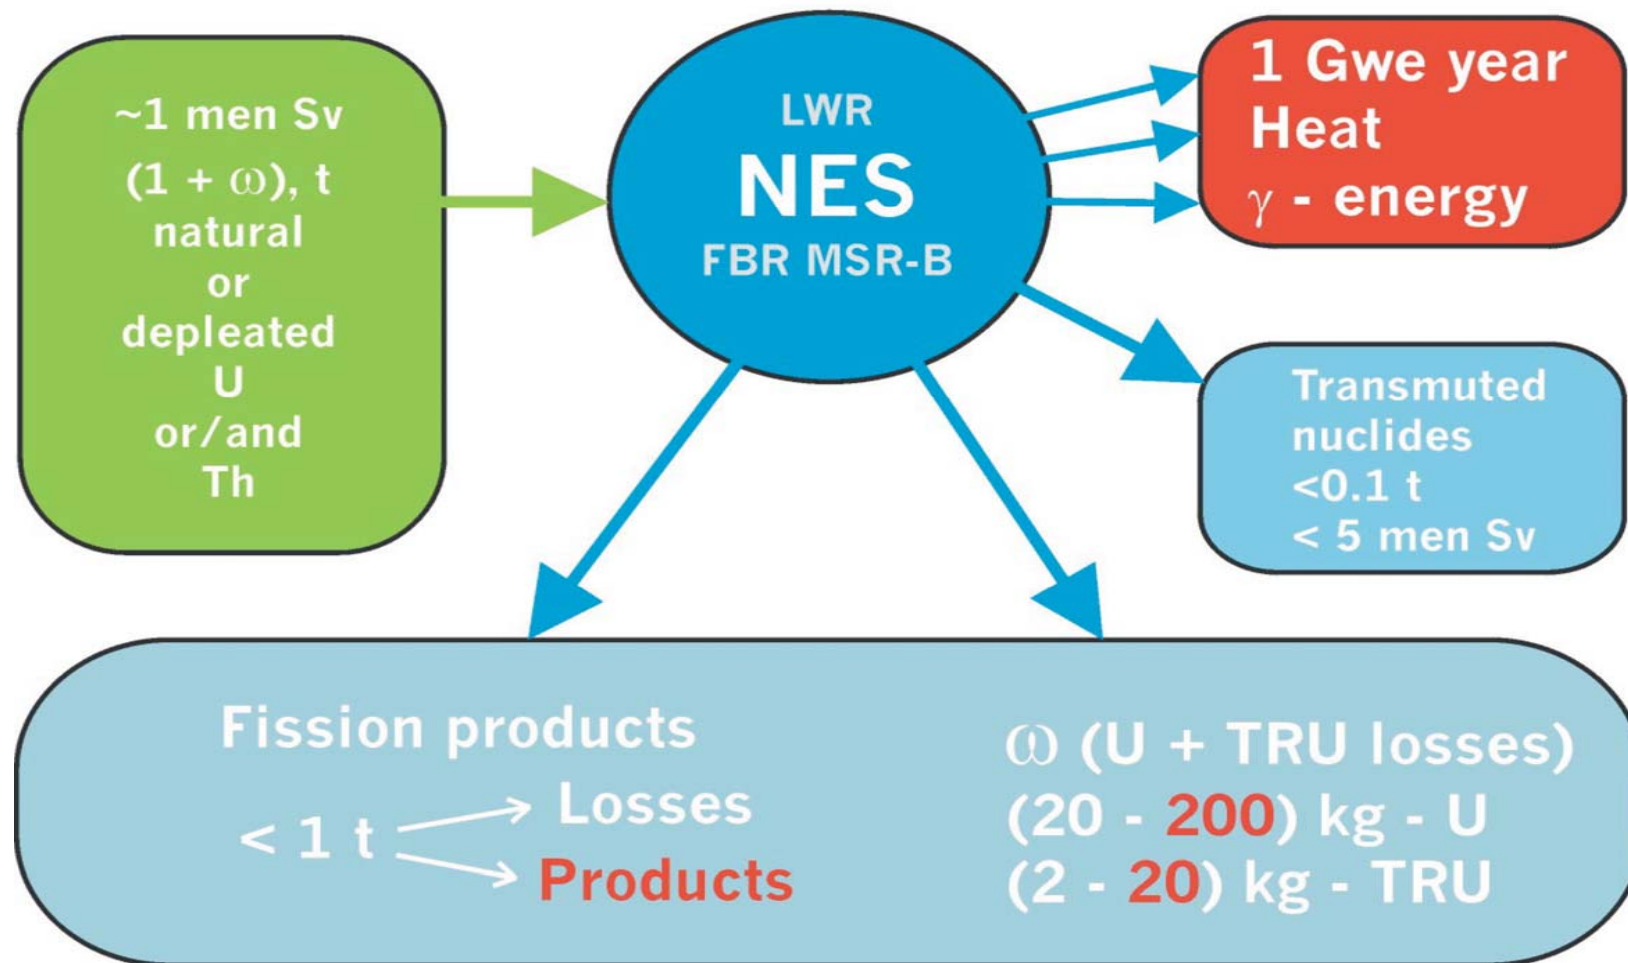 ~1 men Sv
(1 + ω), t
natural
or
depleated
U
or/and
Th
LWR
NES
FBR MSR-B
1 Gwe year
Heat
γ - energy
Transmuted
nuclides
<0.1 t
< 5 men Sv
Fission products
< 1 t
Losses
Products
ω (U + TRU losses)
(20 - 200) kg - U
(2 - 20) kg - TRU